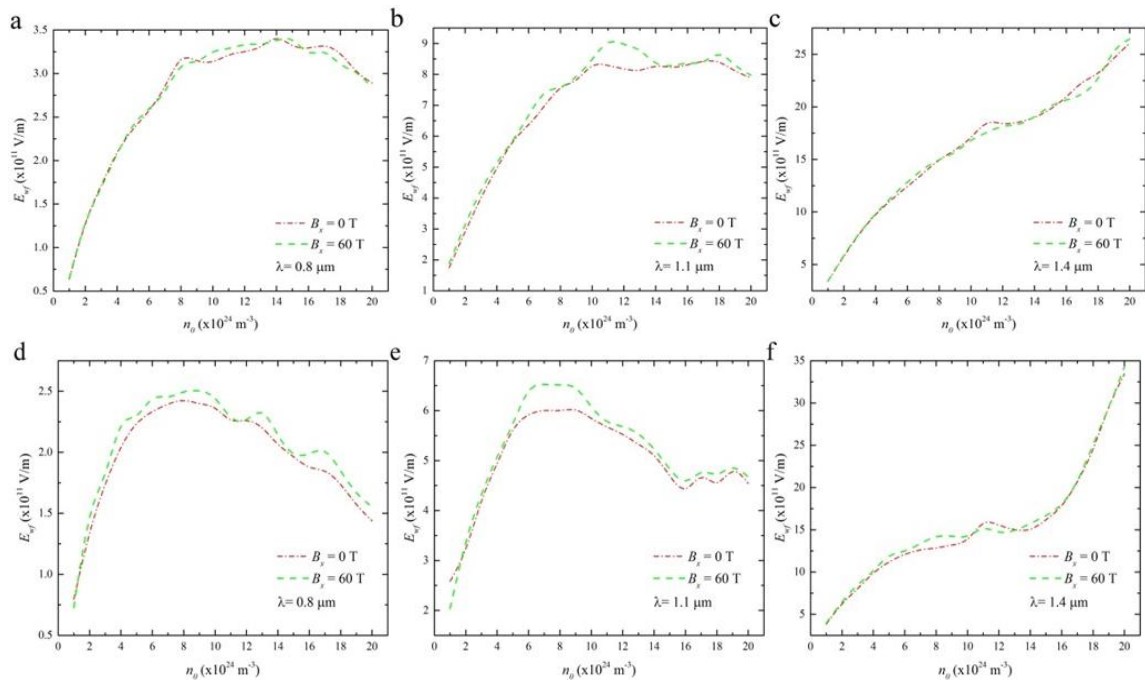 a
3.5
3.0
2.5
2.0
1.5
1.0
0.5
E_wf (x10^11 V/m)
B_x = 0 T
B_x = 60 T
λ= 0.8 μm
0 2 4 6 8 10 12 14 16 18 20
n_0 (x10^24 m^-3)
b
9
8
7
6
5
4
3
2
1
E_wf (x10^11 V/m)
B_x = 0 T
B_x = 60 T
λ= 1.1 μm
0 2 4 6 8 10 12 14 16 18 20
n_0 (x10^24 m^-3)
c
25
20
15
10
5
E_wf (x10^11 V/m)
B_x = 0 T
B_x = 60 T
λ= 1.4 μm
0 2 4 6 8 10 12 14 16 18 20
n_0 (x10^24 m^-3)
d
2.5
2.0
1.5
1.0
0.5
E_wf (x10^11 V/m)
B_x = 0 T
B_x = 60 T
λ= 0.8 μm
0 2 4 6 8 10 12 14 16 18 20
n_0 (x10^24 m^-3)
e
7
6
5
4
3
2
E_wf (x10^11 V/m)
B_x = 0 T
B_x = 60 T
λ= 1.1 μm
0 2 4 6 8 10 12 14 16 18 20
n_0 (x10^24 m^-3)
f
35
30
25
20
15
10
5
E_wf (x10^11 V/m)
B_x = 0 T
B_x = 60 T
λ= 1.4 μm
0 2 4 6 8 10 12 14 16 18 20
n_0 (x10^24 m^-3)